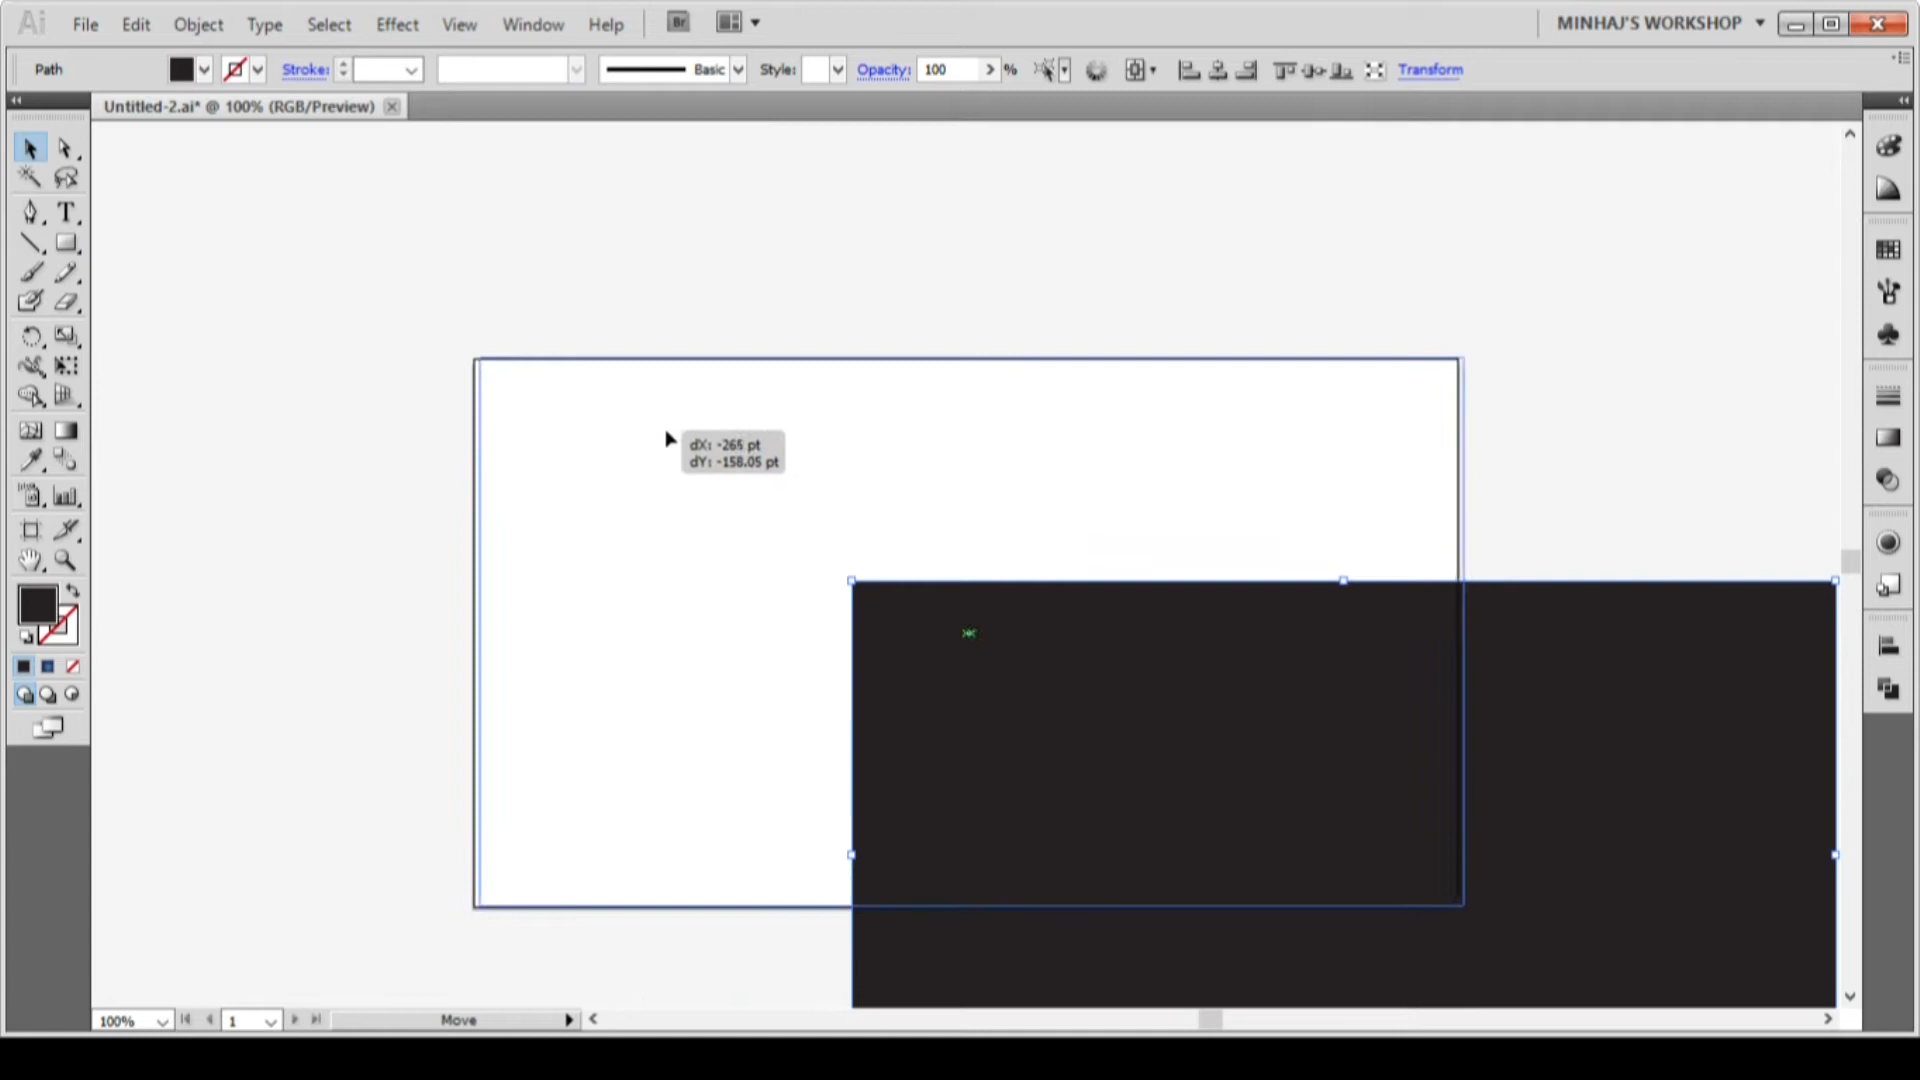 Ai File Edit Object Type Select Effect View Window Help Br MINHAJ'S WORKSHOP
Path Stroke: Basic Style: Opacity: 100 % Transform
Untitled-2.ai* @ 100% (RGB/Preview)
T
dX: -265 pt
dY: -158.05 pt
100% 1 Move